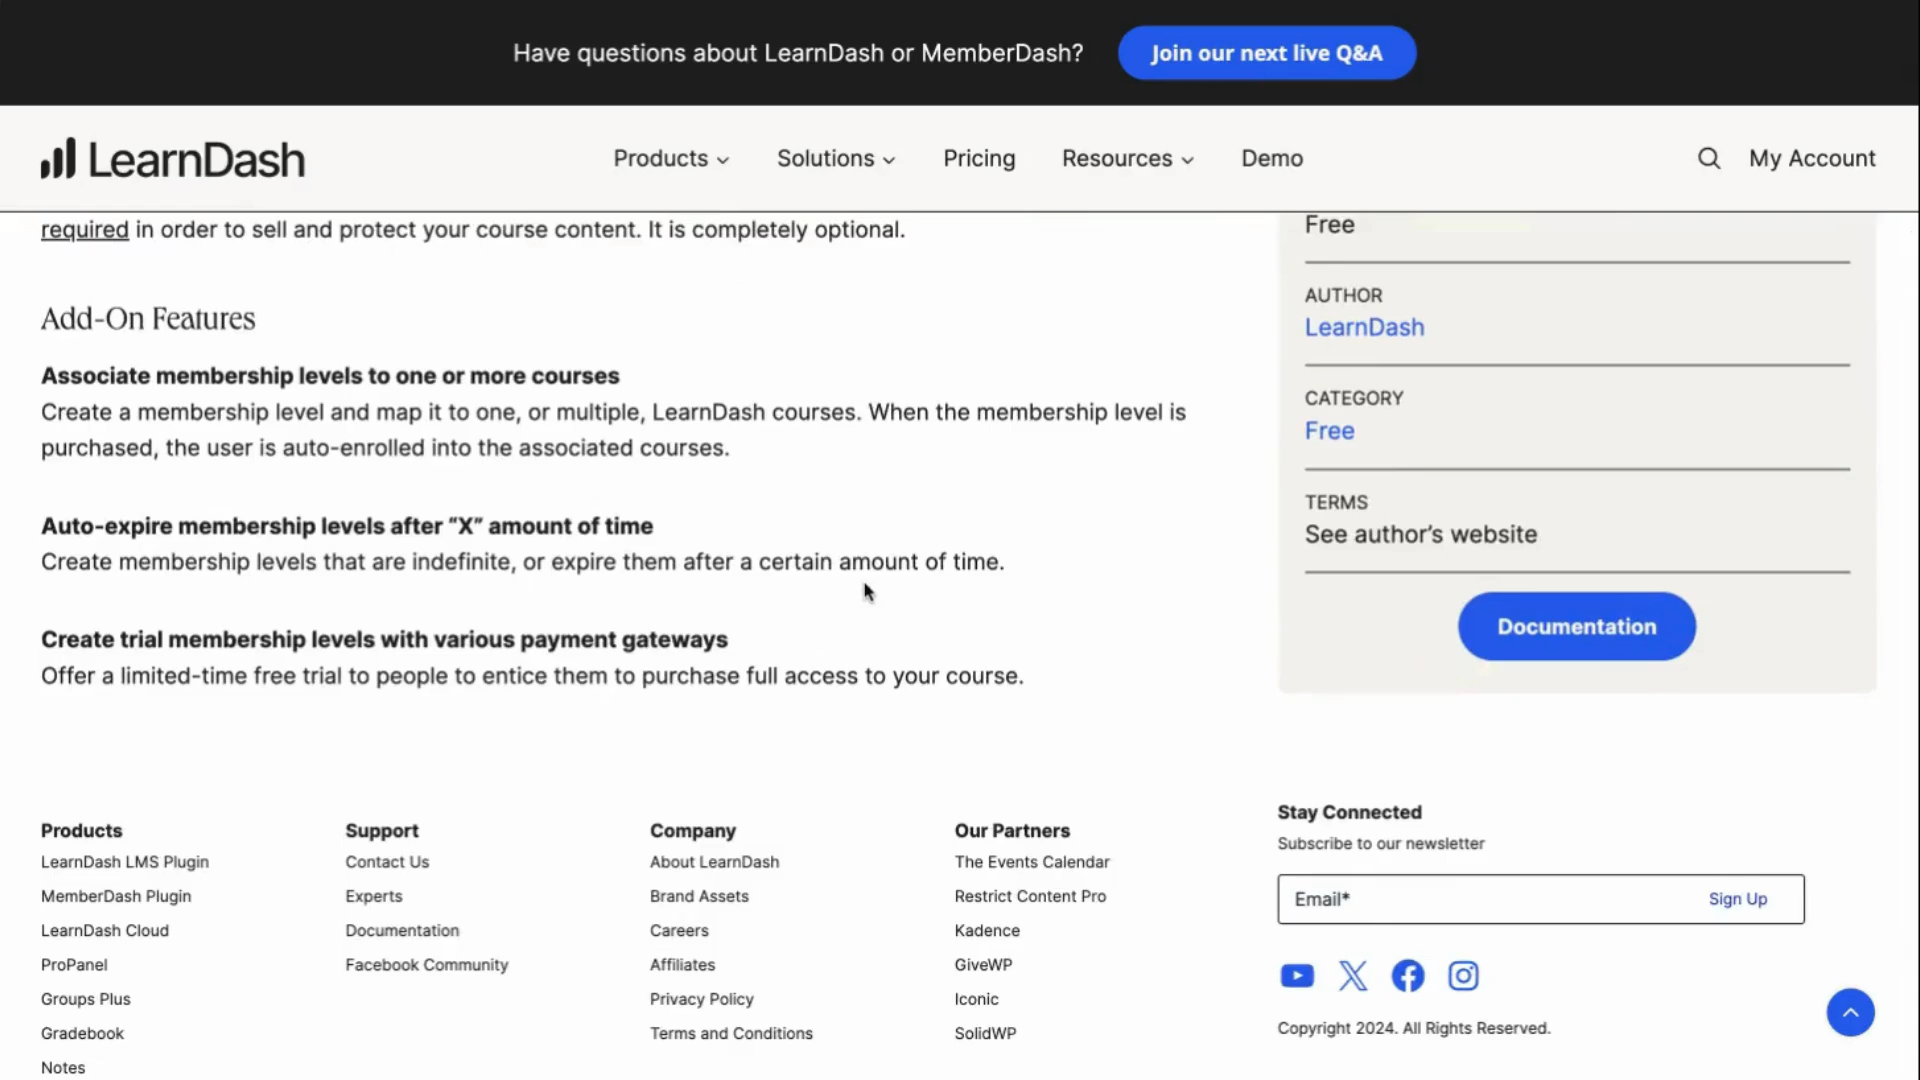 Have questions about LearnDash or MemberDash?
Join our next live Q&A
LearnDash
Products
Solutions
Pricing
Resources
Demo
My Account
required in order to sell and protect your course content. It is completely optional.
Add-On Features
Associate membership levels to one or more courses
Create a membership level and map it to one, or multiple, LearnDash courses. When the membership level is
purchased, the user is auto-enrolled into the associated courses.
Auto-expire membership levels after “X” amount of time
Create membership levels that are indefinite, or expire them after a certain amount of time.
Create trial membership levels with various payment gateways
Offer a limited-time free trial to people to entice them to purchase full access to your course.
Free
AUTHOR
LearnDash
CATEGORY
Free
TERMS
See author’s website
Documentation
Products
LearnDash LMS Plugin
MemberDash Plugin
LearnDash Cloud
ProPanel
Groups Plus
Gradebook
Notes
Support
Contact Us
Experts
Documentation
Facebook Community
Company
About LearnDash
Brand Assets
Careers
Affiliates
Privacy Policy
Terms and Conditions
Our Partners
The Events Calendar
Restrict Content Pro
Kadence
GiveWP
Iconic
SolidWP
Stay Connected
Subscribe to our newsletter
Email*
Sign Up
Copyright 2024. All Rights Reserved.